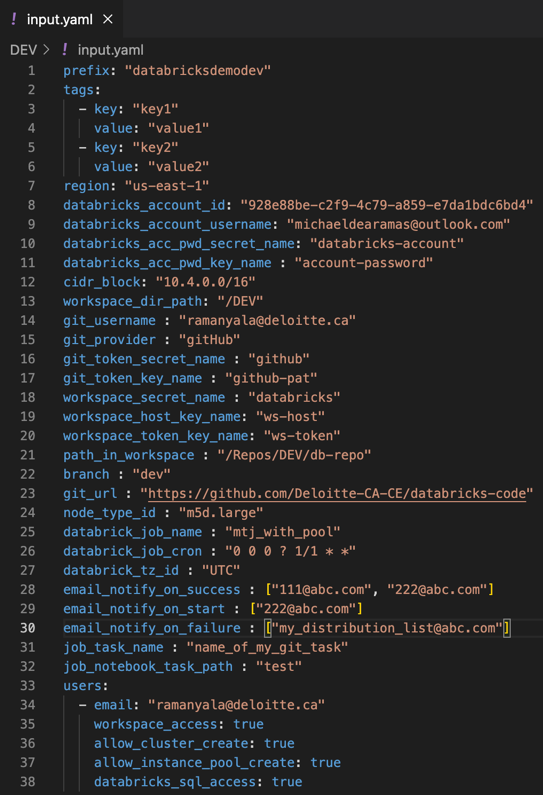 ! input.yaml ×
DEV > ! input.yaml
1 prefix: "databricksdemodev"
2 tags:
3 - key: "key1"
4 value: "value1"
5 - key: "key2"
6 value: "value2"
7 region: "us-east-1"
8 databricks_account_id: "928e88be-c2f9-4c79-a859-e7da1bdc6bd4"
9 databricks_account_username: "michaeldearamas@outlook.com"
10 databricks_acc_pwd_secret_name: "databricks-account"
11 databricks_acc_pwd_key_name : "account-password"
12 cidr_block: "10.4.0.0/16"
13 workspace_dir_path: "/DEV"
14 git_username : "ramanyala@deloitte.ca"
15 git_provider : "gitHub"
16 git_token_secret_name : "github"
17 git_token_key_name : "github-pat"
18 workspace_secret_name : "databricks"
19 workspace_host_key_name: "ws-host"
20 workspace_token_key_name: "ws-token"
21 path_in_workspace : "/Repos/DEV/db-repo"
22 branch : "dev"
23 git_url : "https://github.com/Deloitte-CA-CE/databricks-code"
24 node_type_id : "m5d.large"
25 databrick_job_name : "mtj_with_pool"
26 databrick_job_cron : "0 0 0 ? 1/1 * *"
27 databrick_tz_id : "UTC"
28 email_notify_on_success : ["111@abc.com", "222@abc.com"]
29 email_notify_on_start : ["222@abc.com"]
30 email_notify_on_failure : ["my_distribution_list@abc.com"]
31 job_task_name : "name_of_my_git_task"
32 job_notebook_task_path : "test"
33 users:
34 - email: "ramanyala@deloitte.ca"
35 workspace_access: true
36 allow_cluster_create: true
37 allow_instance_pool_create: true
38 databricks_sql_access: true